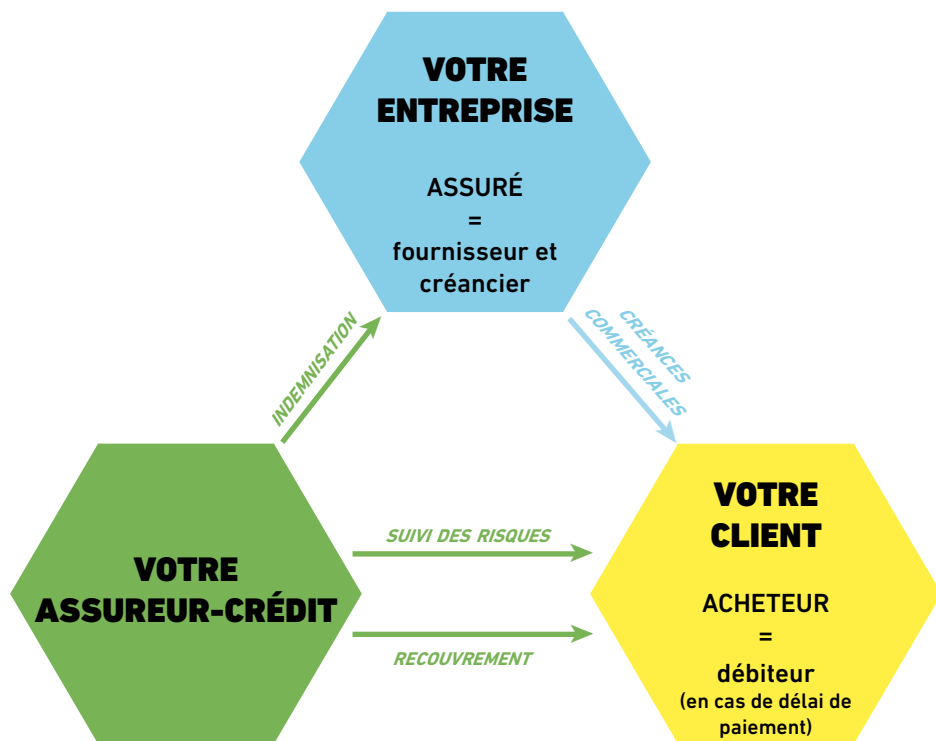 VOTRE
ENTREPRISE
ASSURÉ
=
fournisseur et
créancier
INDEMNISATION
CRÉANCES
COMMERCIALES
VOTRE
ASSUREUR-CRÉDIT
SUIVI DES RISQUES
RECOUVREMENT
VOTRE
CLIENT
ACHETEUR
=
débiteur
(en cas de délai de
paiement)